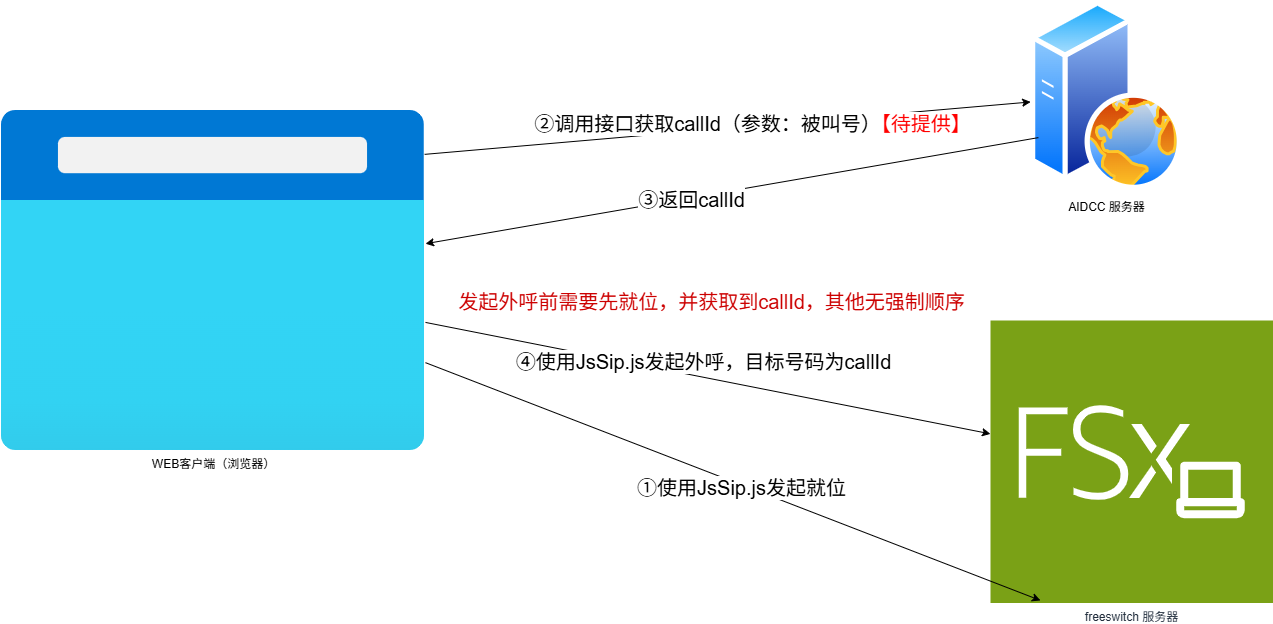 ②调用接口获取callId（参数：被叫号）【待提供】
AIDCC 服务器
③返回callId
发起外呼前需要先就位，并获取到callId，其他无强制顺序
④使用JsSip.js发起外呼，目标号码为callId
FSx
WEB客户端（浏览器）
①使用JsSip.js发起就位
freeswitch 服务器